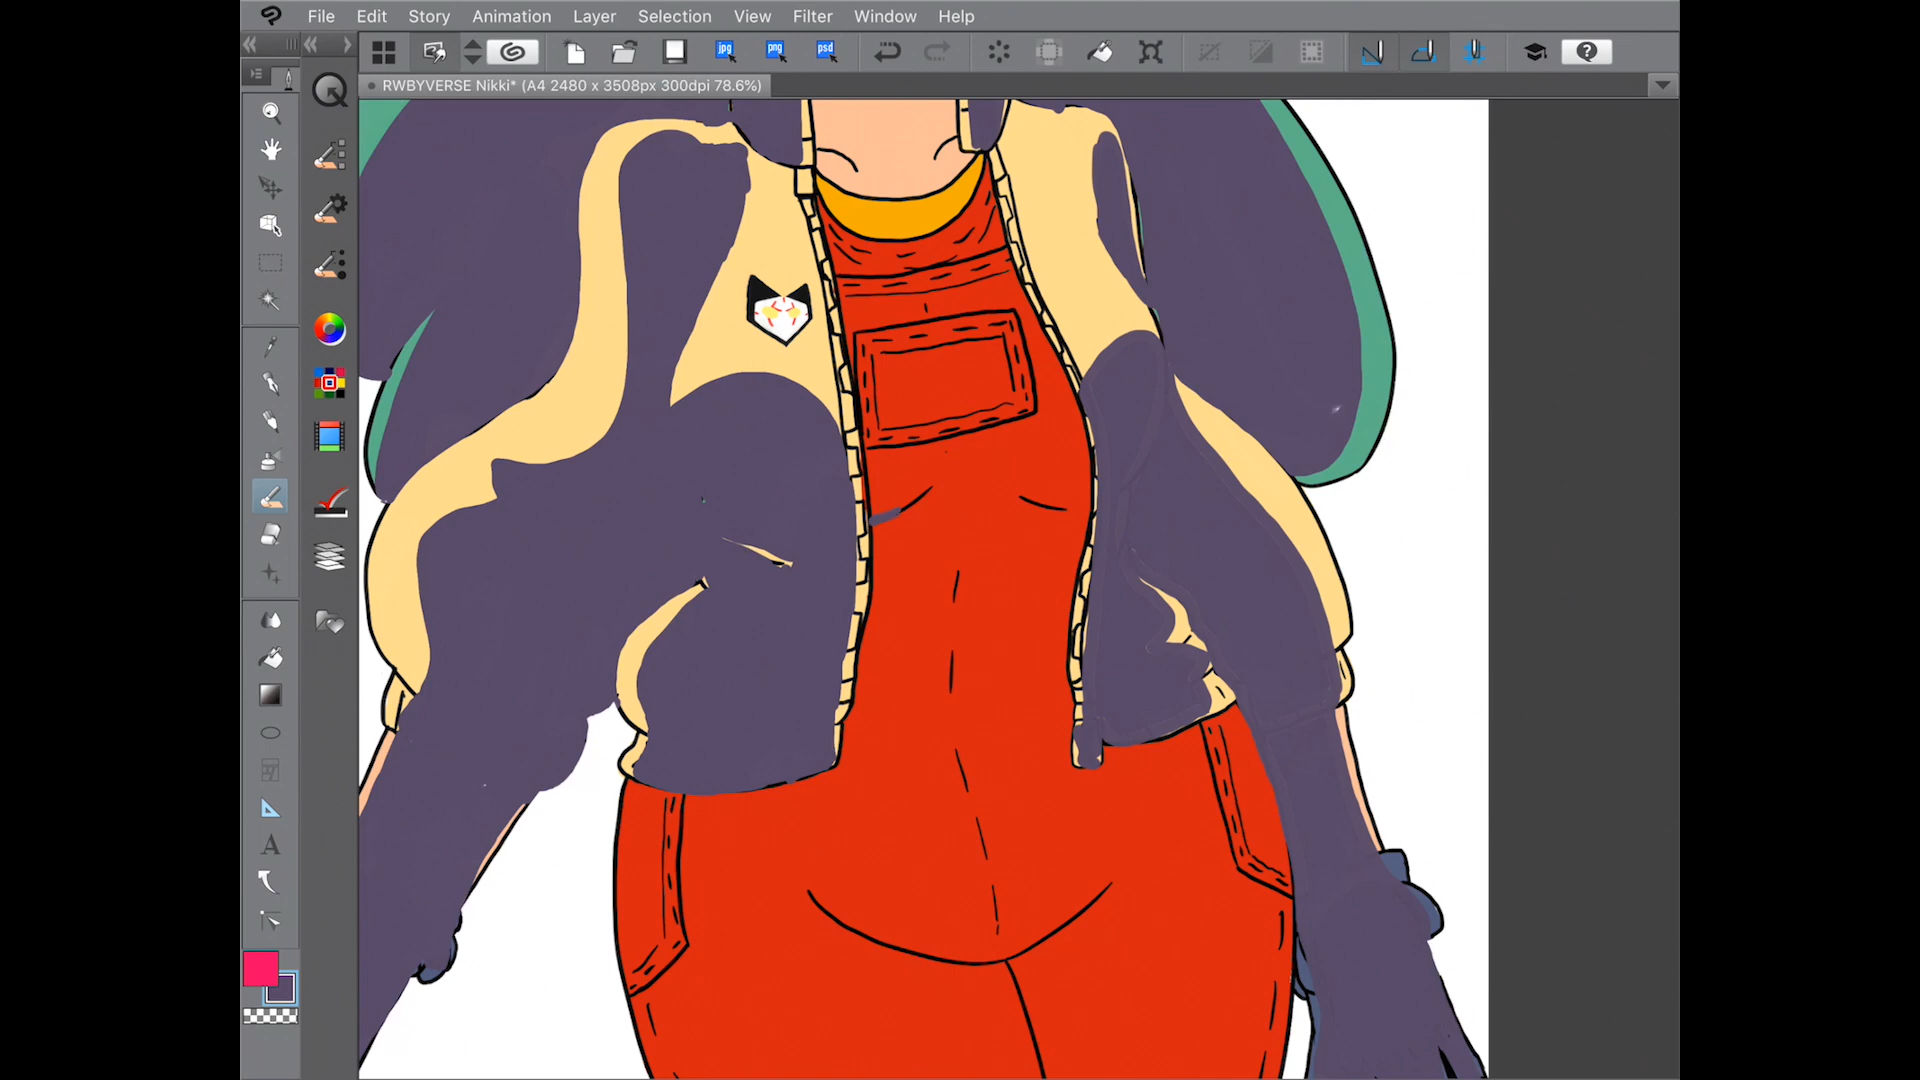 File Edit Story Animation Layer Selection View Filter Window Help
jpg png psd
RWBYVERSE Nikki* (A4 2480 x 3508px 300dpi 78.6%)